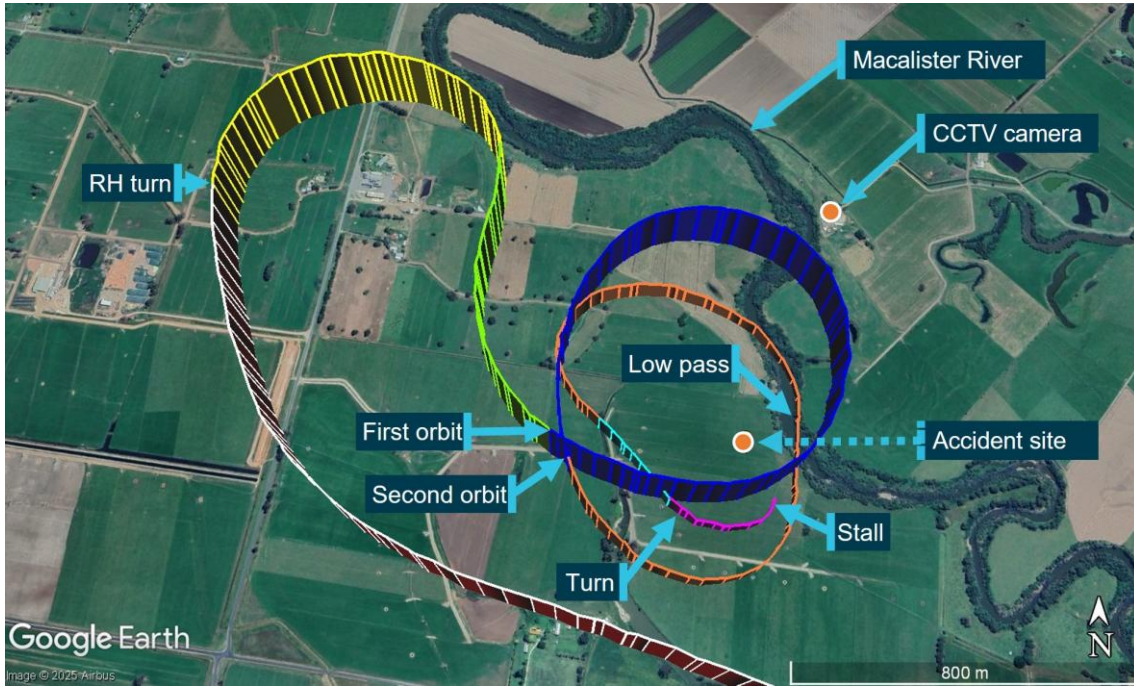 Macalister River
CCTV camera
RH turn
Low pass
First orbit
Accident site
Second orbit
Stall
Turn
Google Earth
Image © 2025 Airbus
N
800 m